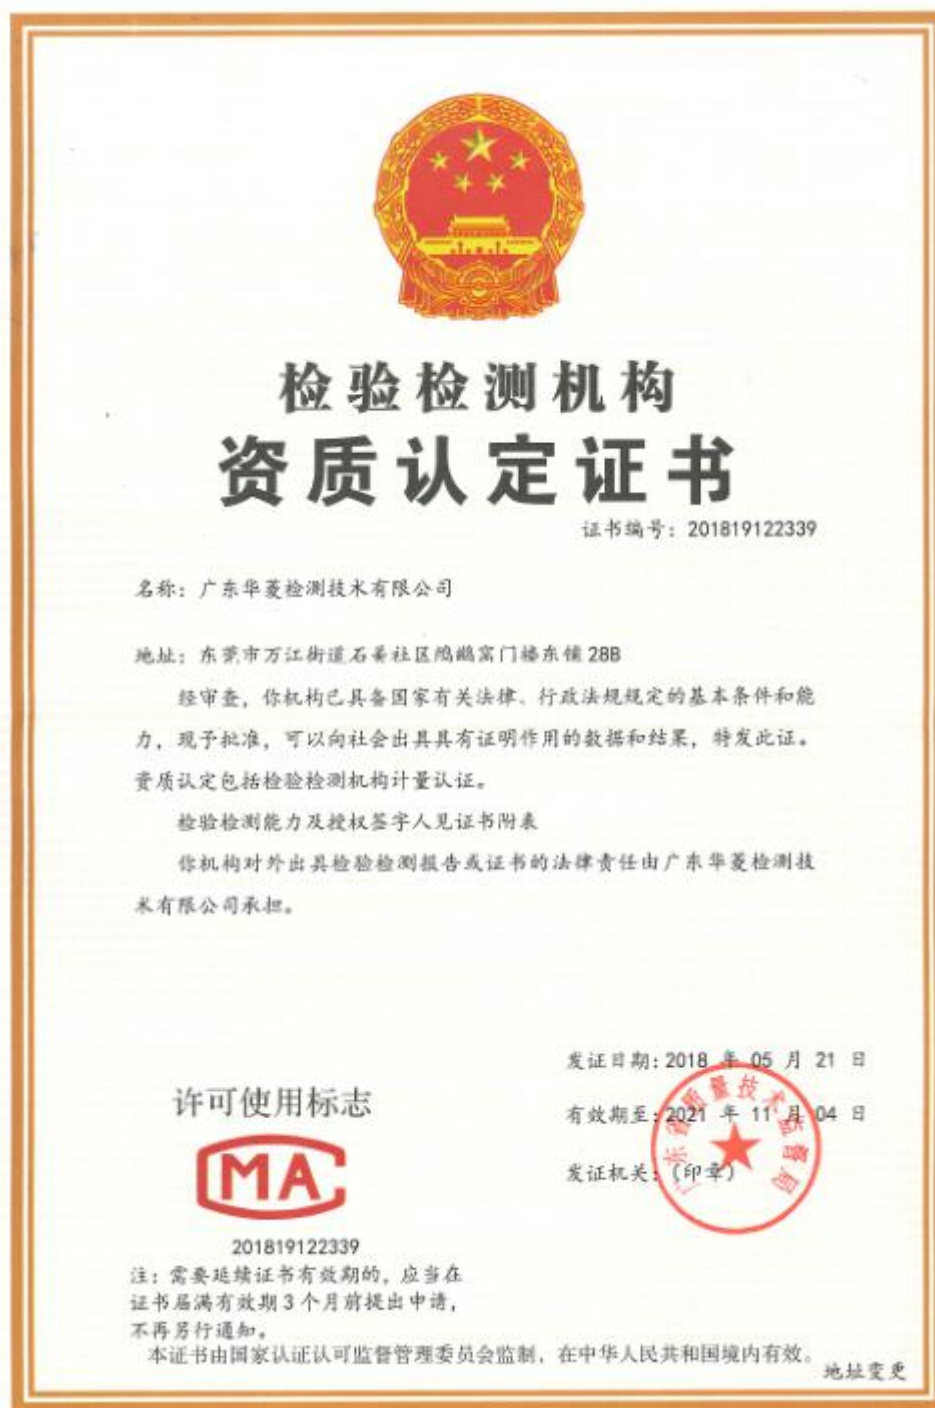 检验检测机构
资质认定证书
证书编号：201819122339
名称：广东华菱检测技术有限公司
地址：东莞市万江街道石美社区鸬鹚窝门楼东铺28B
经审查，你机构已具备国家有关法律、行政法规规定的基本条件和能
力，现予批准，可以向社会出具具有证明作用的数据和结果，特发此证。
资质认定包括检验检测机构计量认证。
检验检测能力及授权签字人见证书附表
你机构对外出具检验检测报告或证书的法律责任由广东华菱检测技
术有限公司承担。
发证日期：2018 年 05 月 21 日
许可使用标志
有效期至：2021 年 11 月 04 日
发证机关：（印章）
广东省质量技术监督局
MA
201819122339
注：需要延续证书有效期的，应当在
证书届满有效期3个月前提出申请，
不再另行通知。
本证书由国家认证认可监督管理委员会监制，在中华人民共和国境内有效。
地址变更